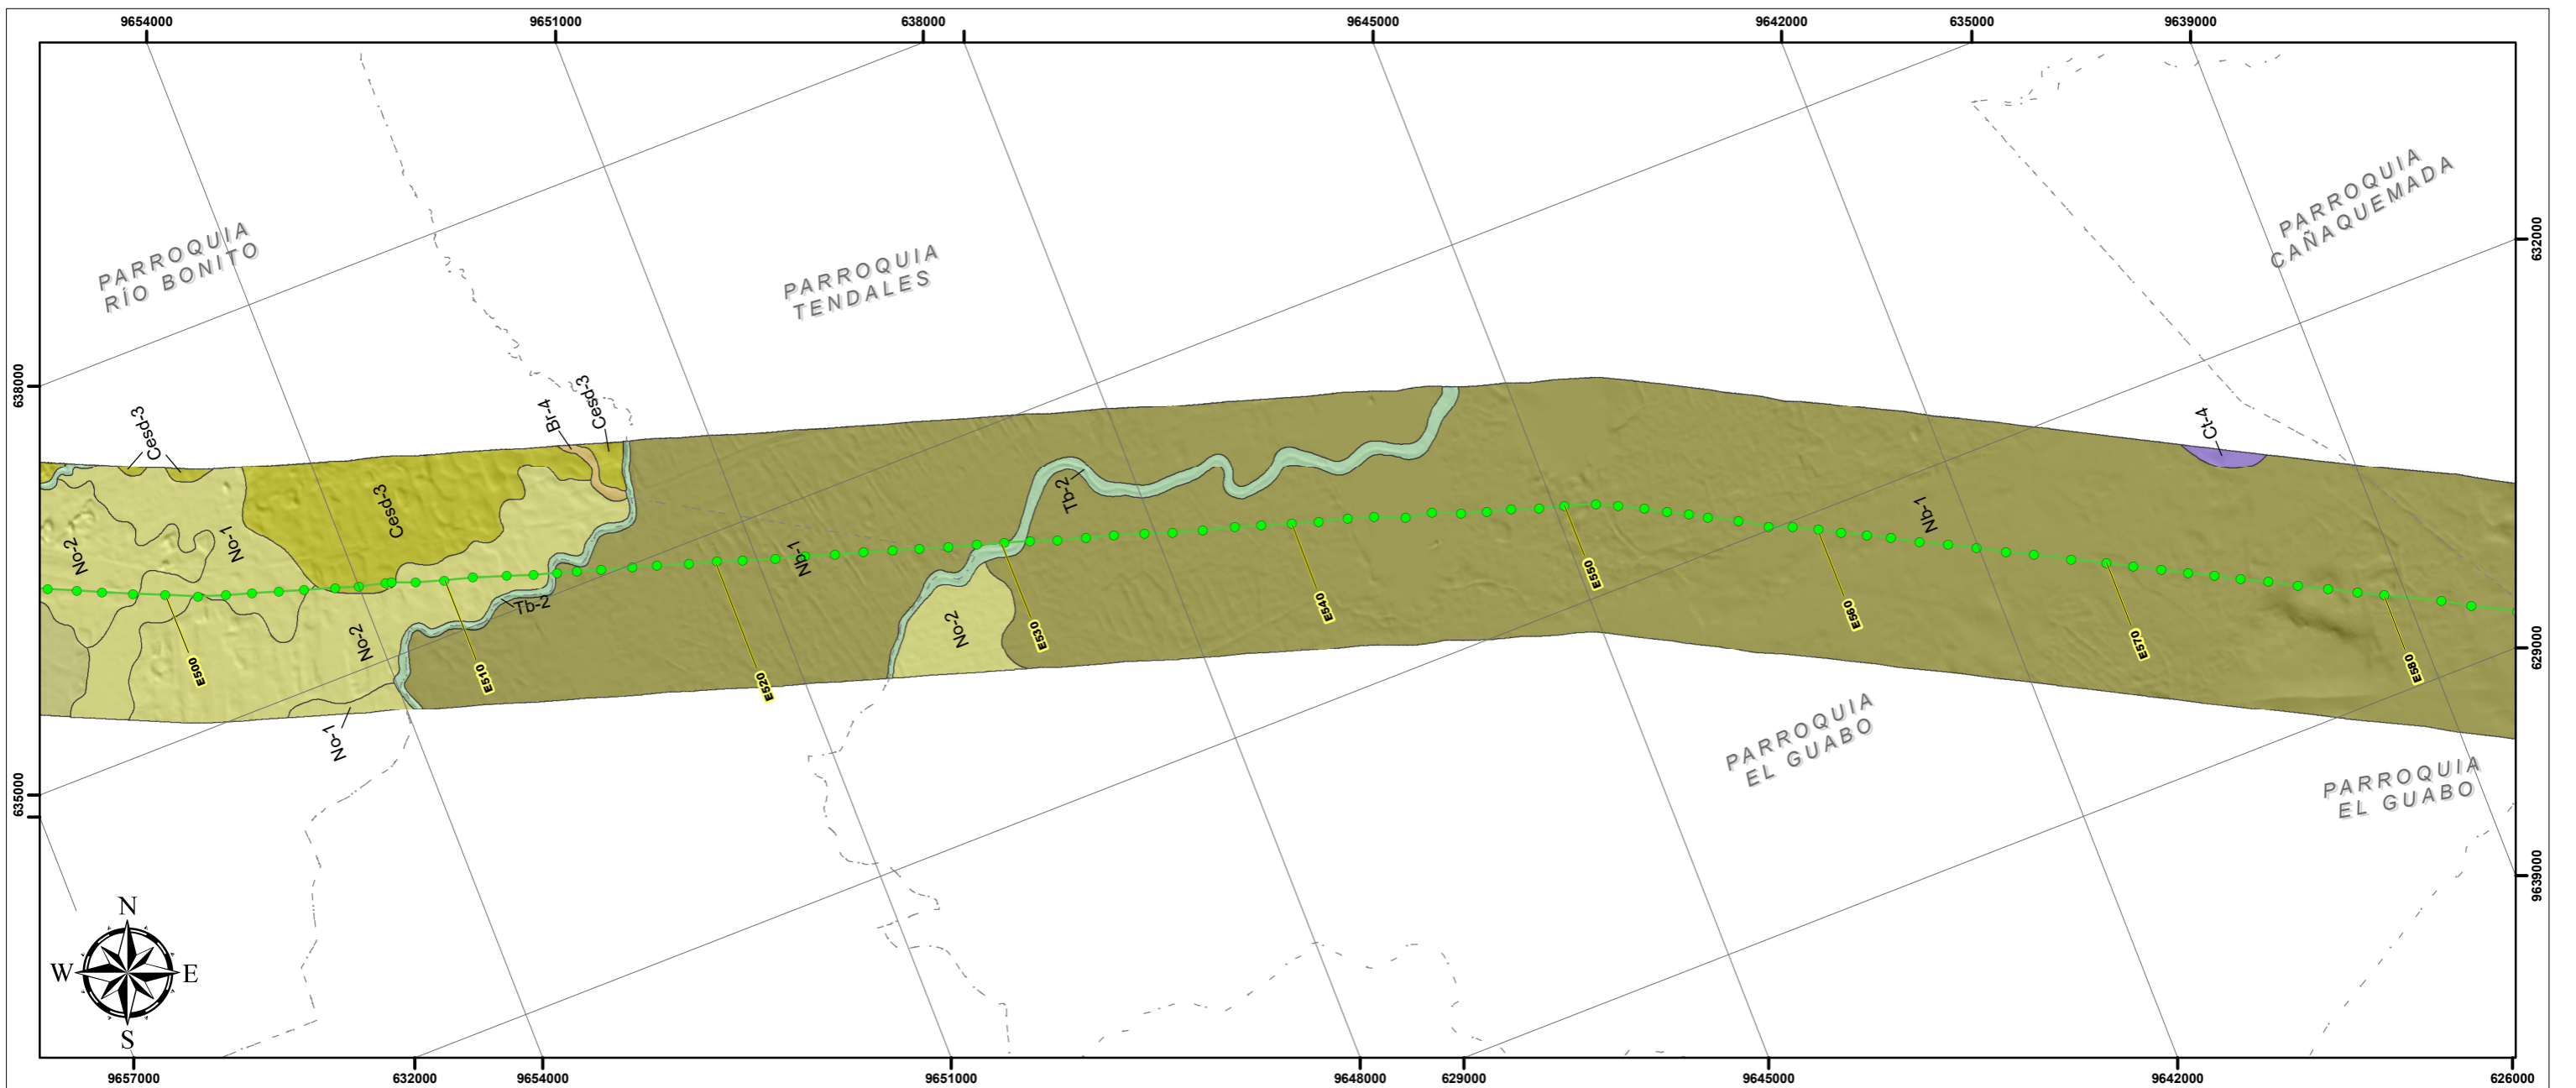 9654000
9651000
638000
9645000
9642000
635000
9639000
638000
635000
632000
629000
9639000
PARROQUIA
RÍO BONITO
PARROQUIA
TENDALES
PARROQUIA
CAÑAQUEMADA
PARROQUIA
EL GUABO
PARROQUIA
EL GUABO
Cesd-3
Br-4
Cesd-3
Ct-4
No-2
No-1
Cesd-3
Nb-1
Tb-2
Nb-1
No-2
Tb-2
No-2
No-1
E500
E510
E520
E530
E540
E550
E560
E570
E580
N
W
E
S
9657000
632000
9654000
9651000
9648000
629000
9645000
9642000
626000